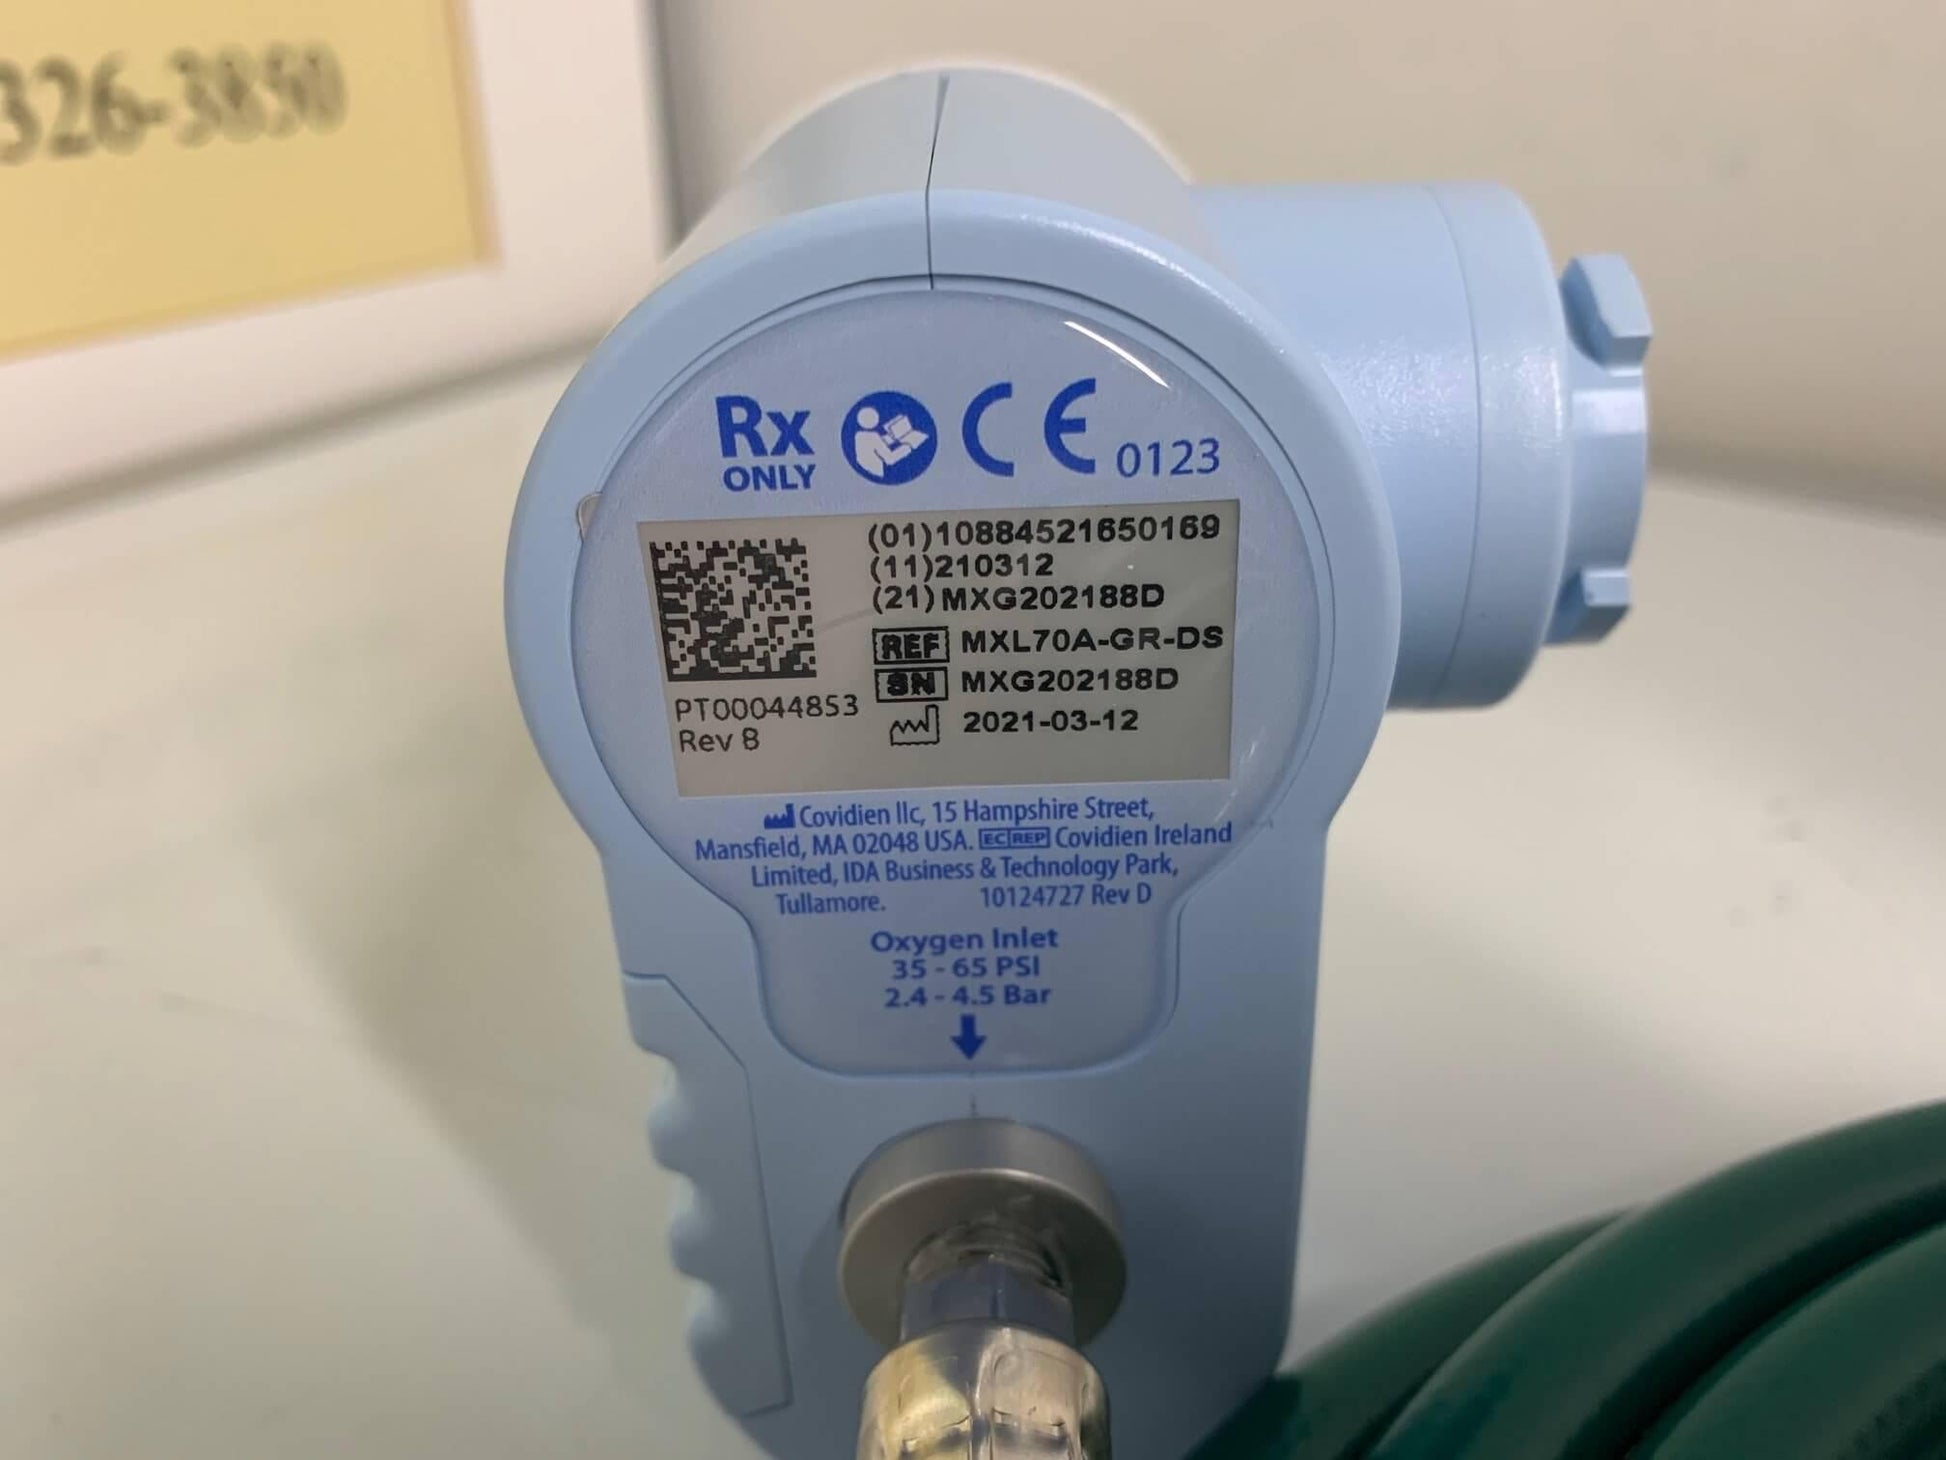 326-3850
Rx
ONLY
CE 0123
(01)10884521650169
(11)210312
(21)MXG202188D
REF MXL70A-GR-DS
SN MXG202188D
2021-03-12
PT00044853
Rev B
Covidien llc, 15 Hampshire Street,
Mansfield, MA 02048 USA. EC REP Covidien Ireland
Limited, IDA Business & Technology Park,
Tullamore. 10124727 Rev D
Oxygen Inlet
35 - 65 PSI
2.4 - 4.5 Bar